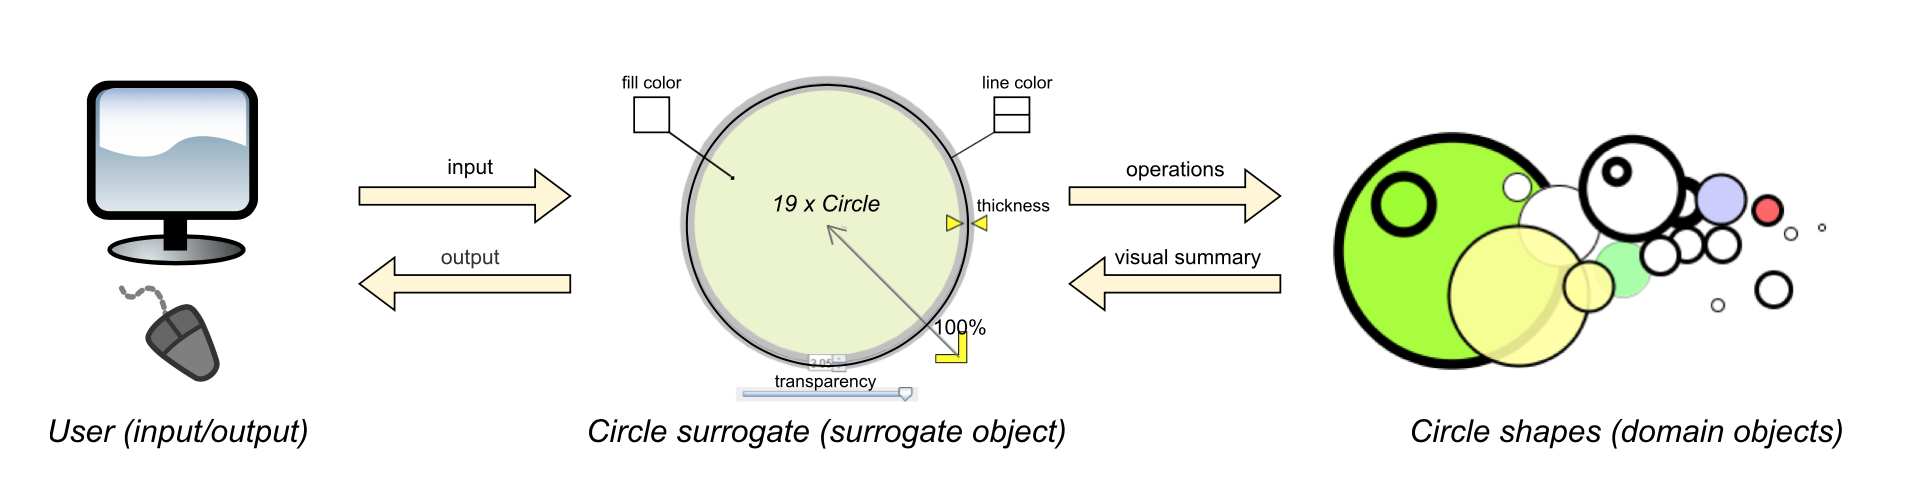 fill color
line color
input
operations
19 x Circle
thickness
output
visual summary
100%
3.05
transparency
User (input/output)
Circle surrogate (surrogate object)
Circle shapes (domain objects)